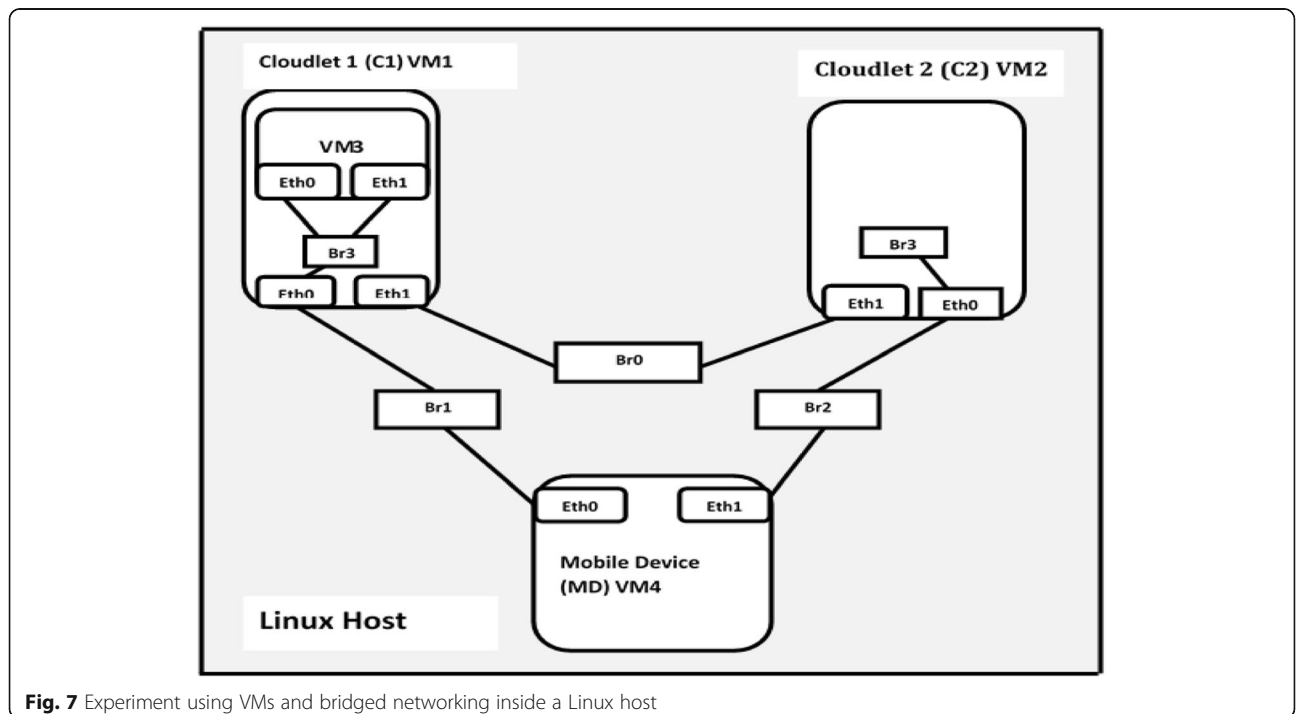 Cloudlet 1 (C1) VM1
Cloudlet 2 (C2) VM2
VM3
Eth0
Eth1
Br3
Eth0
Eth1
Br3
Eth1
Eth0
Br0
Br1
Br2
Eth0
Eth1
Mobile Device
(MD) VM4
Linux Host
Fig. 7 Experiment using VMs and bridged networking inside a Linux host